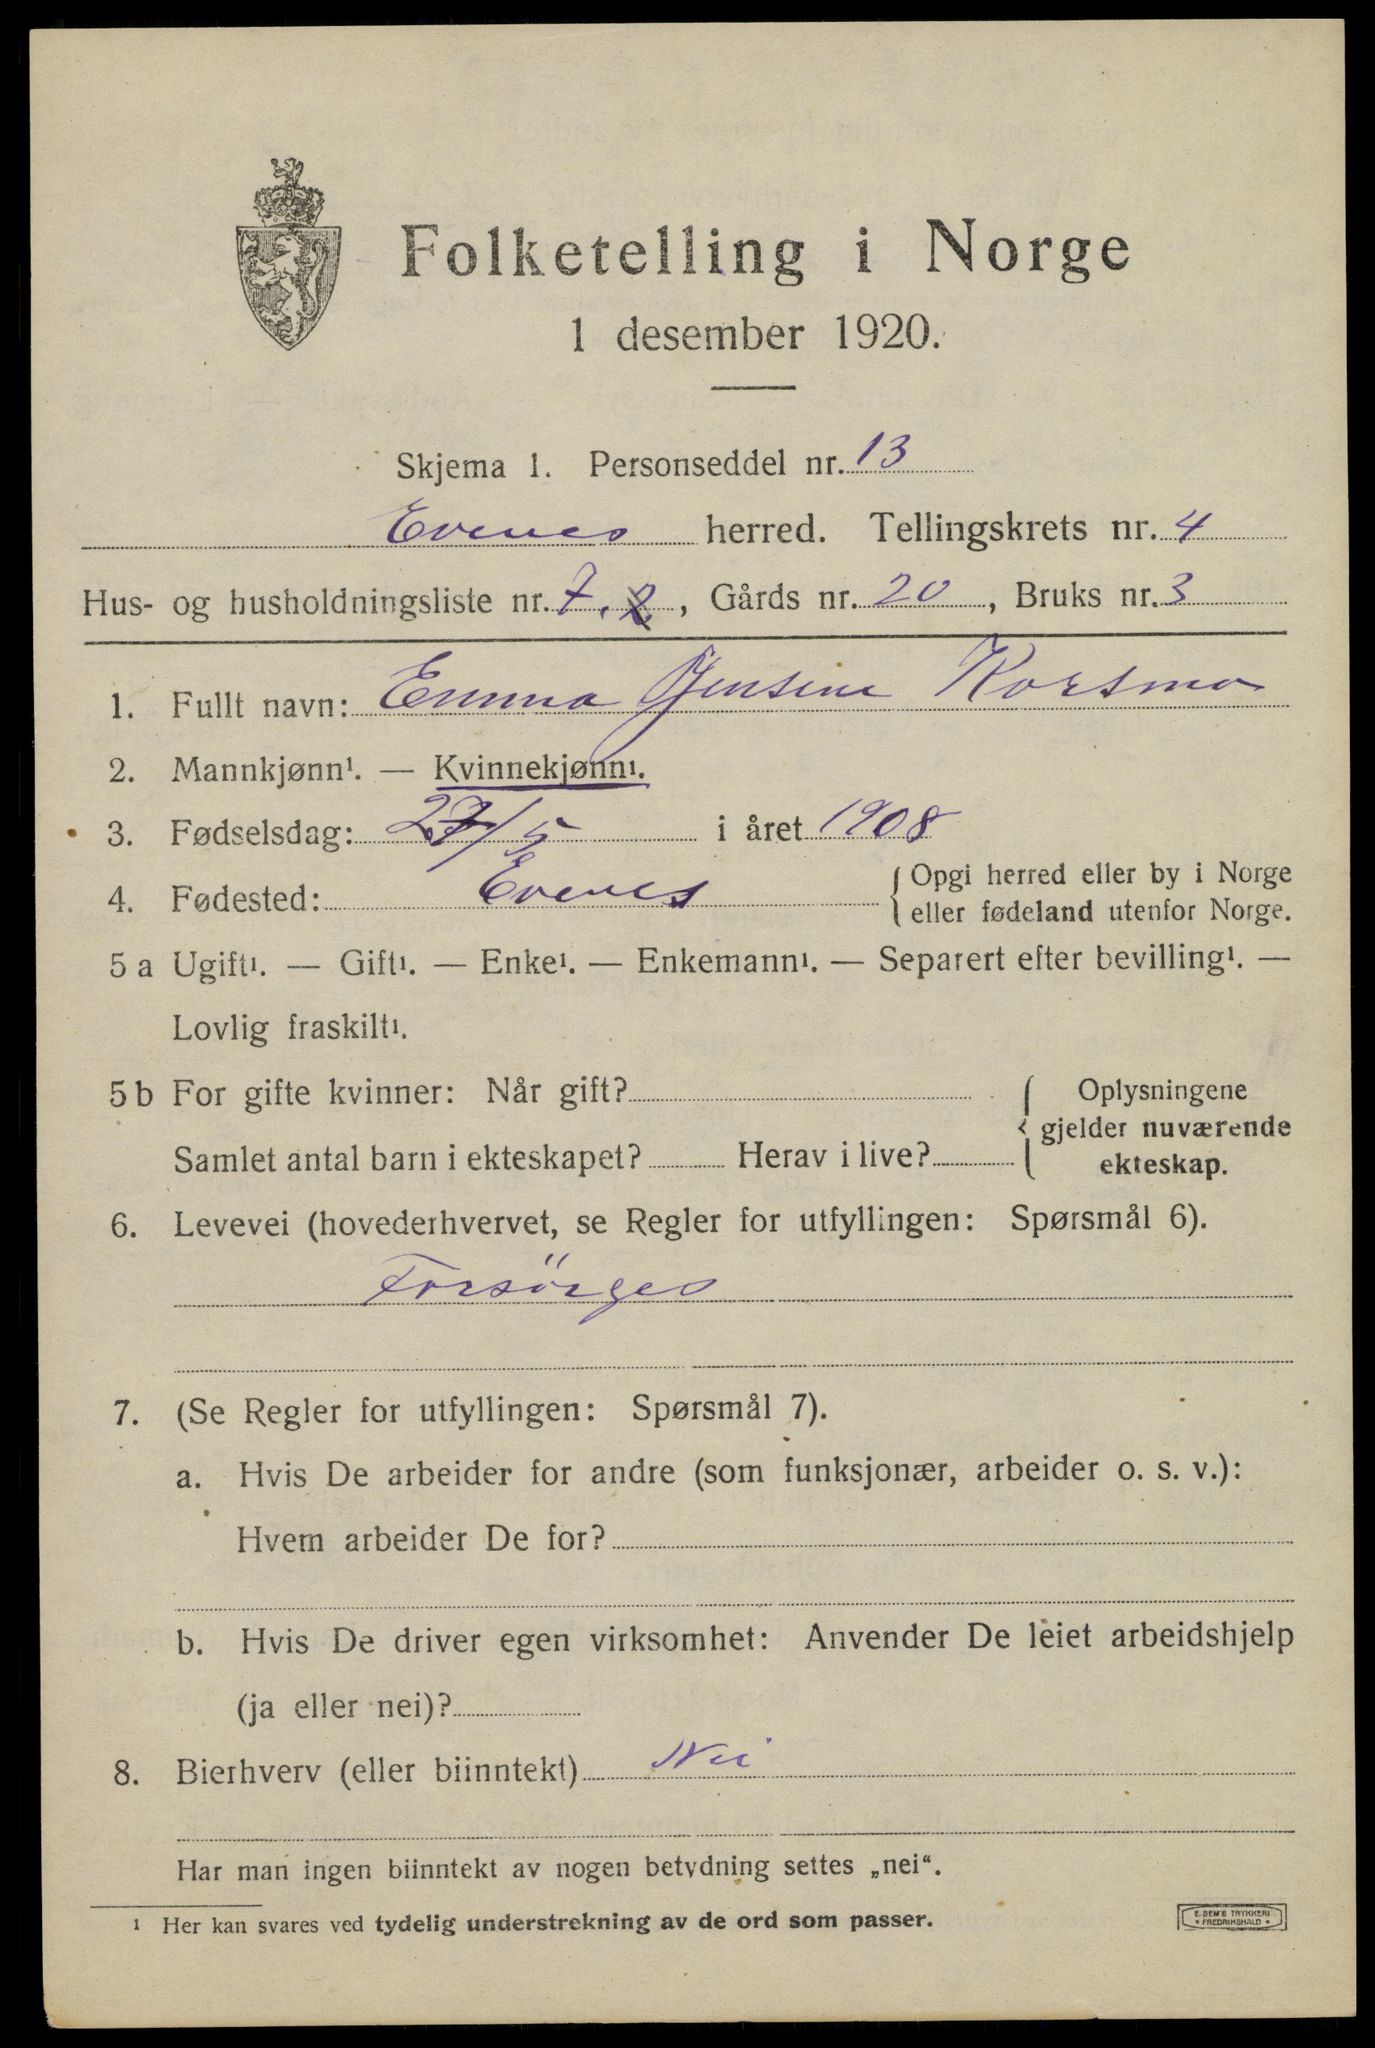 Folketelling i Norge
1 desember 1920.
Skjema 1. Personseddel nr. 13
Evenes herred. Tellingskrets nr. 4
Hus- og husholdningsliste nr. 7, 2, Gårds nr. 20, Bruks nr. 3
1. Fullt navn: Emma Jensine Korsmo
2. Mannkjønn¹. — Kvinnekjønn¹.
3. Fødselsdag: 27/5 i året 1908
4. Fødested: Evenes { Opgi herred eller by i Norge
eller fødeland utenfor Norge.
5 a Ugift¹. — Gift¹. — Enke¹. — Enkemann¹. — Separert efter bevilling¹. —
Lovlig fraskilt¹.
5 b For gifte kvinner: Når gift?
Samlet antal barn i ekteskapet? Herav i live?
{ Oplysningene
gjelder nuværende
ekteskap.
6. Levevei (hovederhvervet, se Regler for utfyllingen: Spørsmål 6).
Forsörges
7. (Se Regler for utfyllingen: Spørsmål 7).
a. Hvis De arbeider for andre (som funksjonær, arbeider o. s. v.):
Hvem arbeider De for?
b. Hvis De driver egen virksomhet: Anvender De leiet arbeidshjelp
(ja eller nei)?
8. Bierhverv (eller biinntekt) Nei
Har man ingen biinntekt av nogen betydning settes „nei“.
¹ Her kan svares ved tydelig understrekning av de ord som passer.
E. SEM'S TRYKKERI
* FREDRIKSHALD *